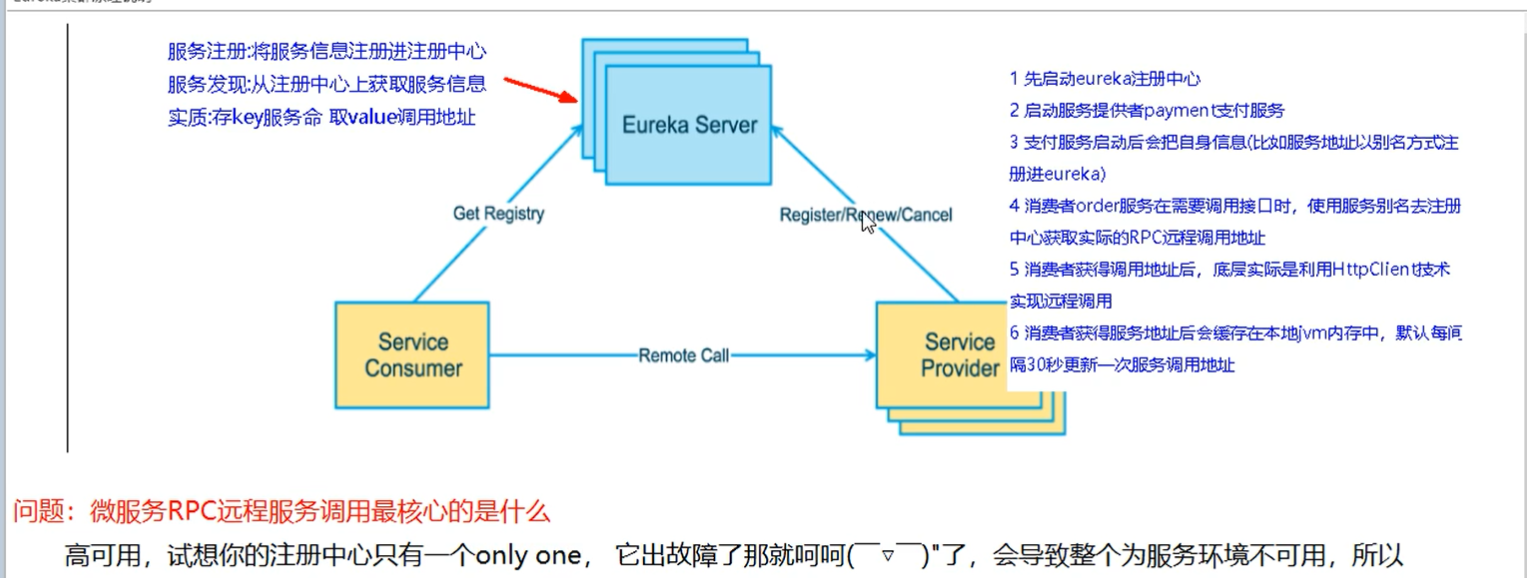 服务注册:将服务信息注册进注册中心
服务发现:从注册中心上获取服务信息
实质:存key服务命 取value调用地址
Eureka Server
1 先启动eureka注册中心
2 启动服务提供者payment支付服务
3 支付服务启动后会把自身信息(比如服务地址以别名方式注
册进eureka)
4 消费者order服务在需要调用接口时，使用服务别名去注册
中心获取实际的RPC远程调用地址
5 消费者获得调用地址后，底层实际是利用HttpClient技术
实现远程调用
6 消费者获得服务地址后会缓存在本地jvm内存中，默认每间
隔30秒更新一次服务调用地址
Get Registry
Register/Renew/Cancel
Service
Consumer
Remote Call
Service
Provider
问题：微服务RPC远程服务调用最核心的是什么
高可用，试想你的注册中心只有一个only one， 它出故障了那就呵呵(￣▽￣)"了，会导致整个为服务环境不可用，所以